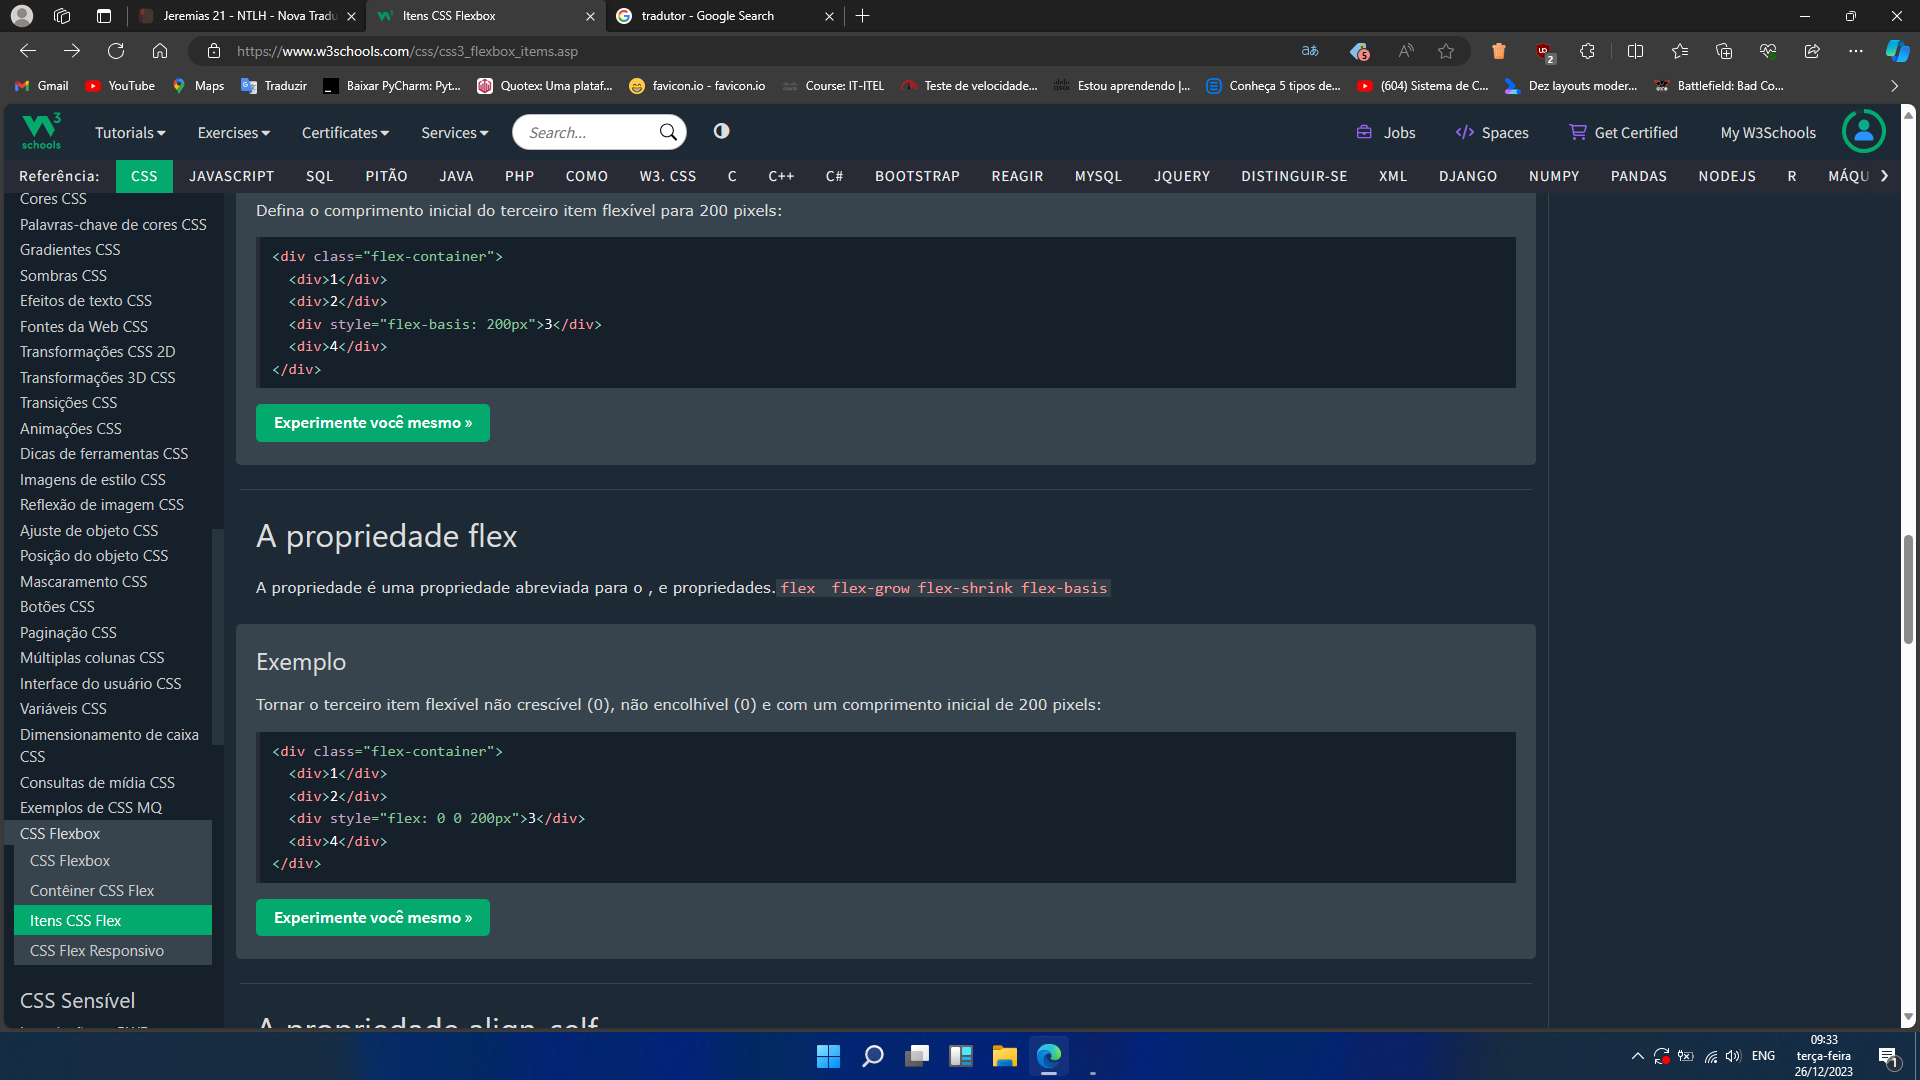 Jeremias 21 - NTLH - Nova Tradu
Itens CSS Flexbox
tradutor - Google Search
https://www.w3schools.com/css/css3_flexbox_items.asp
5
2
Gmail
YouTube
Maps
Traduzir
Baixar PyCharm: Pyt...
Quotex: Uma plataf...
favicon.io - favicon.io
Course: IT-ITEL
Teste de velocidade...
Estou aprendendo |...
Conheça 5 tipos de...
(604) Sistema de C...
Dez layouts moder...
Battlefield: Bad Co...
3
schools
Tutorials
Exercises
Certificates
Services
Search...
Jobs
Spaces
Get Certified
My W3Schools
Referência:
CSS
JAVASCRIPT
SQL
PITÃO
JAVA
PHP
COMO
W3. CSS
C
C++
C#
BOOTSTRAP
REAGIR
MYSQL
JQUERY
DISTINGUIR-SE
XML
DJANGO
NUMPY
PANDAS
NODEJS
R
MÁQU
Cores CSS
Palavras-chave de cores CSS
Gradientes CSS
Sombras CSS
Efeitos de texto CSS
Fontes da Web CSS
Transformações CSS 2D
Transformações 3D CSS
Transições CSS
Animações CSS
Dicas de ferramentas CSS
Imagens de estilo CSS
Reflexão de imagem CSS
Ajuste de objeto CSS
Posição do objeto CSS
Mascaramento CSS
Botões CSS
Paginação CSS
Múltiplas colunas CSS
Interface do usuário CSS
Variáveis CSS
Dimensionamento de caixa
CSS
Consultas de mídia CSS
Exemplos de CSS MQ
CSS Flexbox
CSS Flexbox
Contêiner CSS Flex
Itens CSS Flex
CSS Flex Responsivo
CSS Sensível
Defina o comprimento inicial do terceiro item flexível para 200 pixels:
<div class="flex-container">
<div>1</div>
<div>2</div>
<div style="flex-basis: 200px">3</div>
<div>4</div>
</div>
Experimente você mesmo »
A propriedade flex
A propriedade é uma propriedade abreviada para o , e propriedades. flex flex-grow flex-shrink flex-basis
Exemplo
Tornar o terceiro item flexível não crescível (0), não encolhível (0) e com um comprimento inicial de 200 pixels:
<div class="flex-container">
<div>1</div>
<div>2</div>
<div style="flex: 0 0 200px">3</div>
<div>4</div>
</div>
Experimente você mesmo »
A propriedade align-self
ENG
09:33
terça-feira
26/12/2023
1